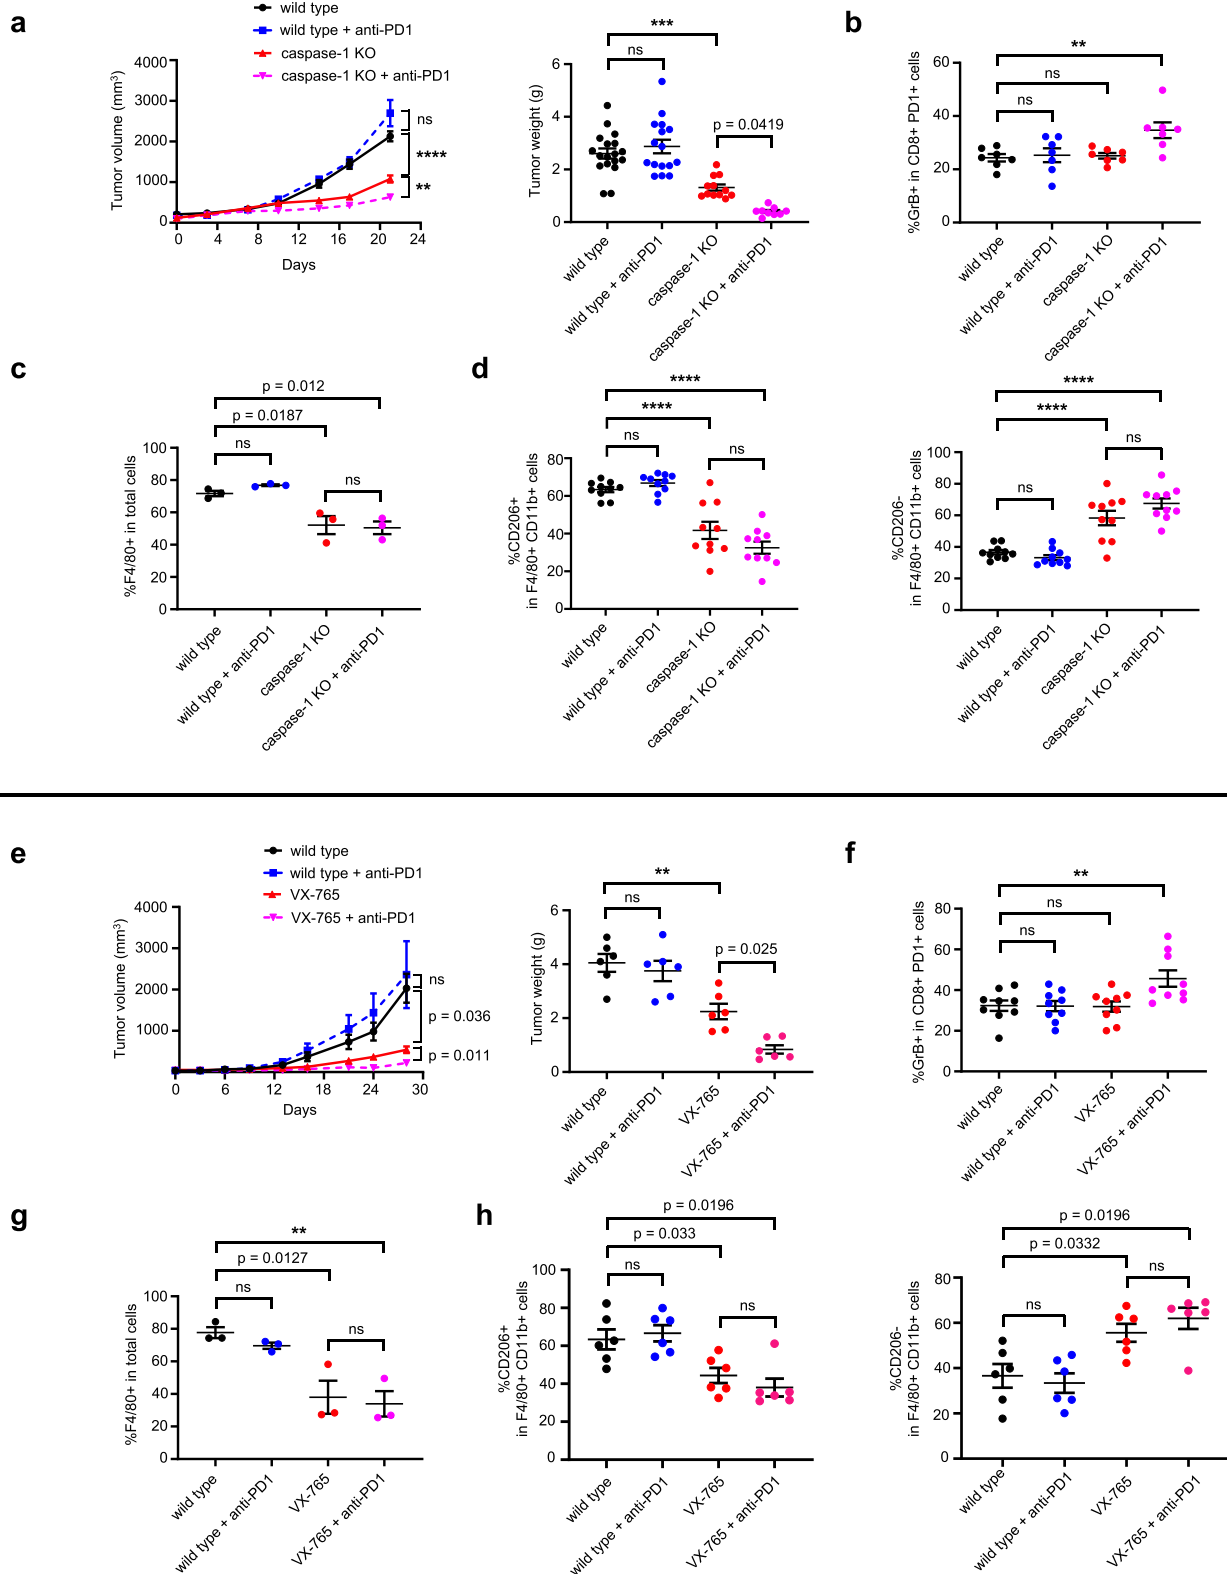 a
wild type
wild type + anti-PD1
caspase-1 KO
caspase-1 KO + anti-PD1
Tumor volume (mm3)
4000
3000
2000
1000
0
0 4 8 12 16 20 24
Days
ns
****
**
***
ns
p = 0.0419
Tumor weight (g)
6
4
2
0
wild type
wild type + anti-PD1
caspase-1 KO
caspase-1 KO + anti-PD1
b
**
ns
ns
%GrB+ in CD8+ PD1+ cells
60
40
20
0
wild type
wild type + anti-PD1
caspase-1 KO
caspase-1 KO + anti-PD1
c
p = 0.012
p = 0.0187
ns
ns
%F4/80+ in total cells
100
80
60
40
20
0
wild type
wild type + anti-PD1
caspase-1 KO
caspase-1 KO + anti-PD1
d
****
****
ns
ns
%CD206+
in F4/80+ CD11b+ cells
80
60
40
20
0
wild type
wild type + anti-PD1
caspase-1 KO
caspase-1 KO + anti-PD1
****
****
ns
ns
%CD206-
in F4/80+ CD11b+ cells
100
80
60
40
20
0
wild type
wild type + anti-PD1
caspase-1 KO
caspase-1 KO + anti-PD1
e
wild type
wild type + anti-PD1
VX-765
VX-765 + anti-PD1
Tumor volume (mm3)
4000
3000
2000
1000
0 6 12 18 24 30
Days
ns
p = 0.036
p = 0.011
**
ns
p = 0.025
Tumor weight (g)
6
4
2
0
wild type
wild type + anti-PD1
VX-765
VX-765 + anti-PD1
f
**
ns
ns
%GrB+ in CD8+ PD1+ cells
80
60
40
20
0
wild type
wild type + anti-PD1
VX-765
VX-765 + anti-PD1
g
**
p = 0.0127
ns
ns
%F4/80+ in total cells
100
80
60
40
20
0
wild type
wild type + anti-PD1
VX-765
VX-765 + anti-PD1
h
p = 0.0196
p = 0.033
ns
ns
%CD206+
in F4/80+ CD11b+ cells
100
80
60
40
20
0
wild type
wild type + anti-PD1
VX-765
VX-765 + anti-PD1
p = 0.0196
p = 0.0332
ns
ns
%CD206-
in F4/80+ CD11b+ cells
80
60
40
20
0
wild type
wild type + anti-PD1
VX-765
VX-765 + anti-PD1